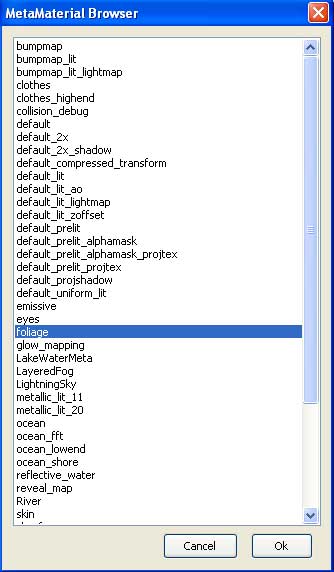 MetaMaterial Browser
bumpmap
bumpmap_lit
bumpmap_lit_lightmap
clothes
clothes_highend
collision_debug
default
default_2x
default_2x_shadow
default_compressed_transform
default_lit
default_lit_ao
default_lit_lightmap
default_lit_zoffset
default_prelit
default_prelit_alphamask
default_prelit_alphamask_projtex
default_prelit_projtex
default_projshadow
default_uniform_lit
emissive
eyes
foliage
glow_mapping
LakeWaterMeta
LayeredFog
LightningSky
metallic_lit_11
metallic_lit_20
ocean
ocean_fft
ocean_lowend
ocean_shore
reflective_water
reveal_map
River
skin
Cancel Ok